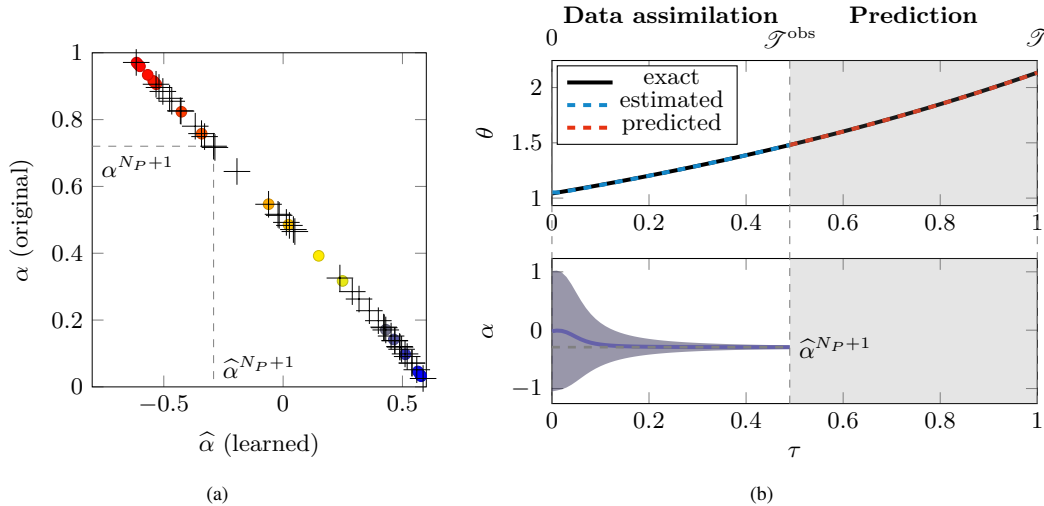 1
0.8
0.6
0.4
0.2
0
α (original)
α^{N_P+1}
α̂^{N_P+1}
−0.5 0 0.5
α̂ (learned)
(a)
Data assimilation Prediction
0 𝒯^{obs} 𝒯
2
1.5
1
θ
exact
estimated
predicted
0 0.2 0.4 0.6 0.8 1
1
0
−1
α
α̂^{N_P+1}
0 0.2 0.4 0.6 0.8 1
τ
(b)